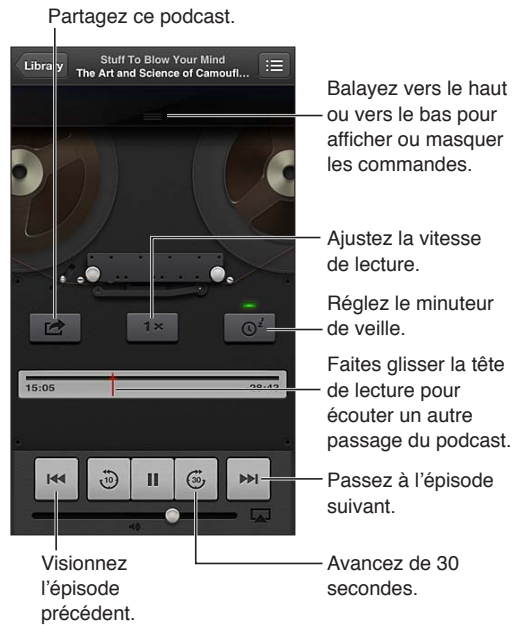 Partagez ce podcast.
Library
Stuff To Blow Your Mind
The Art and Science of Camoufl...
Balayez vers le haut
ou vers le bas pour
afficher ou masquer
les commandes.
Ajustez la vitesse
de lecture.
Réglez le minuteur
de veille.
1×
z
Faites glisser la tête
de lecture pour
écouter un autre
passage du podcast.
15:05
-28:43
10
30
Passez à l’épisode
suivant.
Visionnez
l’épisode
précédent.
Avancez de 30
secondes.